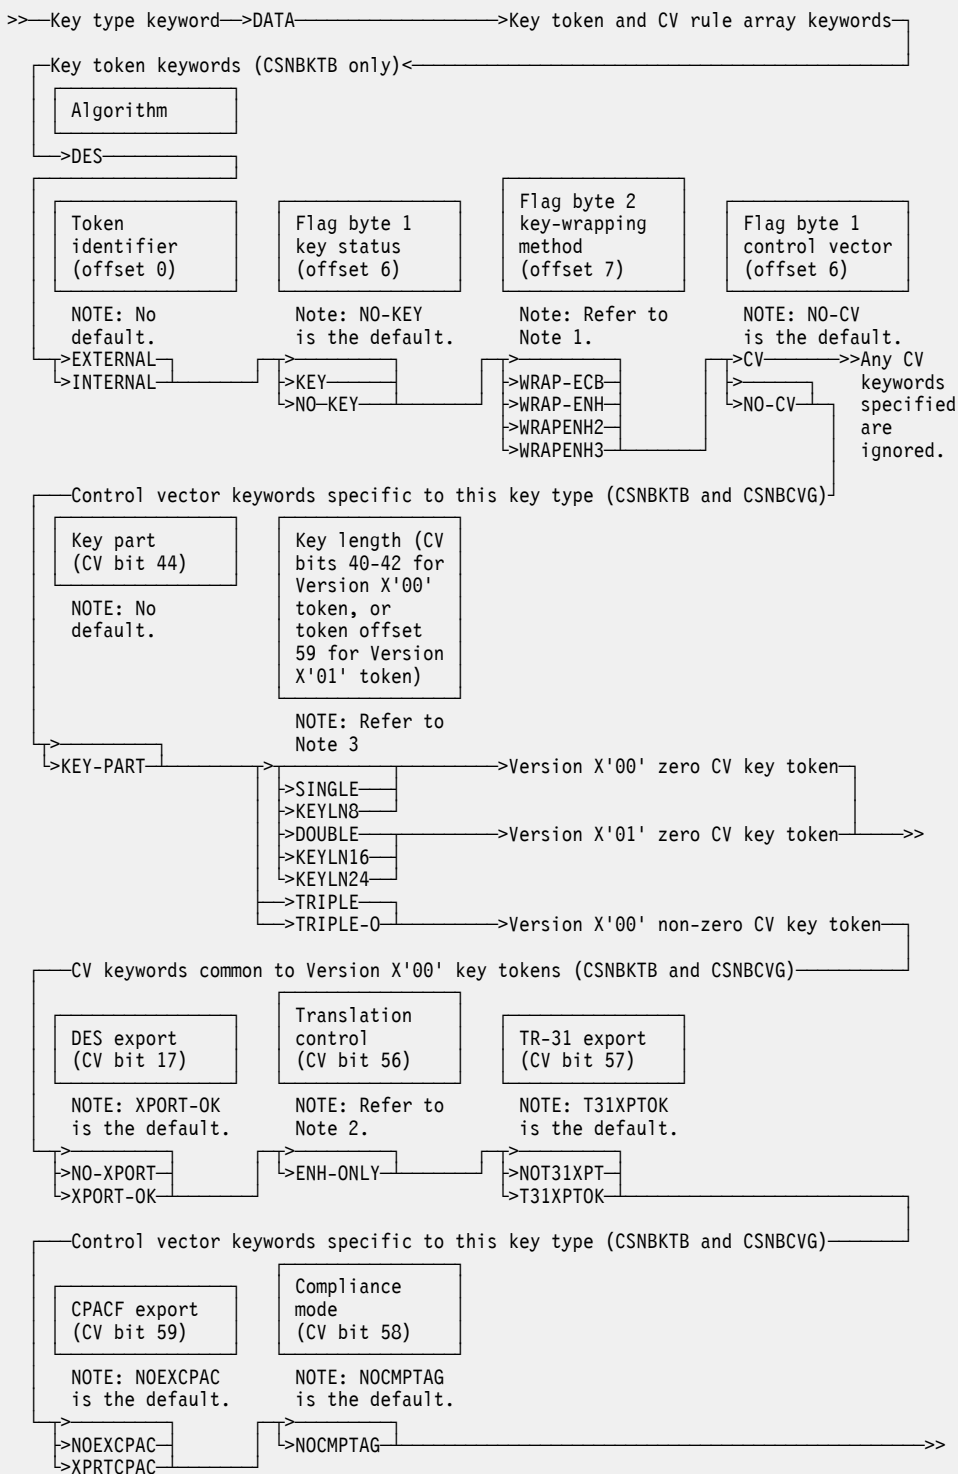 >>—Key type keyword—>DATA—>Key token and CV rule array keywords
Key token keywords (CSNBKTB only)<
Algorithm
>DES
Token
identifier
(offset 0)
Flag byte 1
key status
(offset 6)
Flag byte 2
key-wrapping
method
(offset 7)
Flag byte 1
control vector
(offset 6)
NOTE: No
default.
Note: NO-KEY
is the default.
Note: Refer to
Note 1.
NOTE: NO-CV
is the default.
>EXTERNAL
>INTERNAL
>
>KEY
>NO-KEY
>
>WRAP-ECB
>WRAP-ENH
>WRAPENH2
>WRAPENH3
>CV—>>Any CV
keywords
specified
are
ignored.
>
>NO-CV
Control vector keywords specific to this key type (CSNBKTB and CSNBCVG)
Key part
(CV bit 44)
Key length (CV
bits 40-42 for
Version X'00'
token, or
token offset
59 for Version
X'01' token)
NOTE: No
default.
NOTE: Refer to
Note 3
>
>KEY-PART
>—>Version X'00' zero CV key token
>SINGLE
>KEYLN8
>DOUBLE—>Version X'01' zero CV key token—>>
>KEYLN16
>KEYLN24
>TRIPLE
>TRIPLE-O—>Version X'00' non-zero CV key token
CV keywords common to Version X'00' key tokens (CSNBKTB and CSNBCVG)
DES export
(CV bit 17)
Translation
control
(CV bit 56)
TR-31 export
(CV bit 57)
NOTE: XPORT-OK
is the default.
NOTE: Refer to
Note 2.
NOTE: T31XPTOK
is the default.
>
>NO-XPORT
>XPORT-OK
>
>ENH-ONLY
>
>NOT31XPT
>T31XPTOK
Control vector keywords specific to this key type (CSNBKTB and CSNBCVG)
CPACF export
(CV bit 59)
Compliance
mode
(CV bit 58)
NOTE: NOEXCPAC
is the default.
NOTE: NOCMPTAG
is the default.
>
>NOEXCPAC
>XPRTCPAC
>
>NOCMPTAG—>>